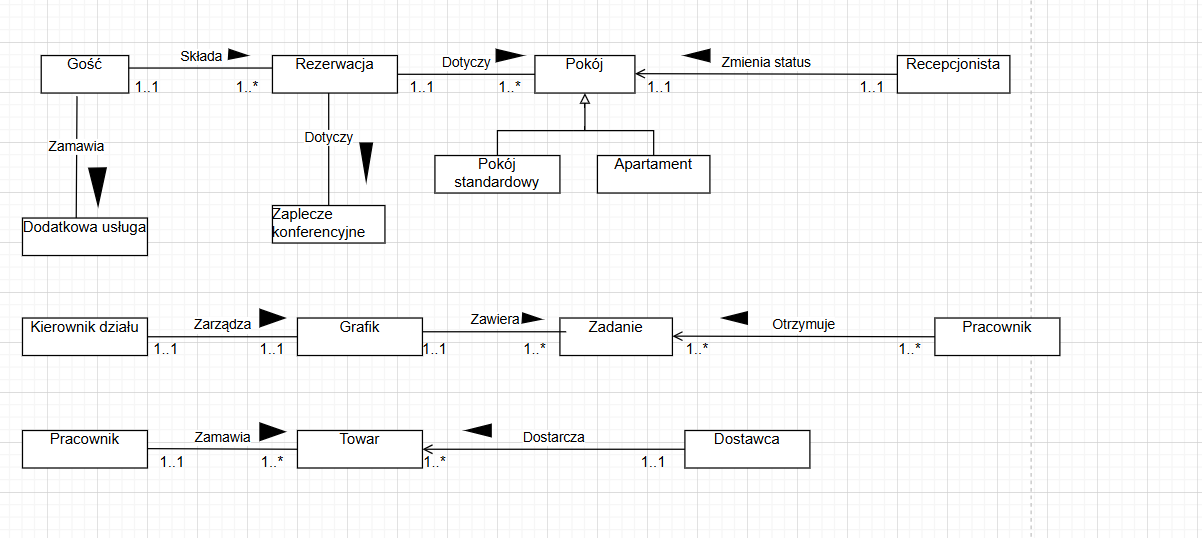 Gość
Składa
1..1
1..*
Rezerwacja
Dotyczy
1..1
1..*
Pokój
Zmienia status
1..1
1..1
Recepcjonista
Zamawia
Dotyczy
Pokój
standardowy
Apartament
Dodatkowa usługa
Zaplecze
konferencyjne
Kierownik działu
Zarządza
1..1
1..1
Grafik
Zawiera
1..1
1..*
Zadanie
Otrzymuje
1..*
1..*
Pracownik
Pracownik
Zamawia
1..1
1..*
Towar
Dostarcza
1..*
1..1
Dostawca